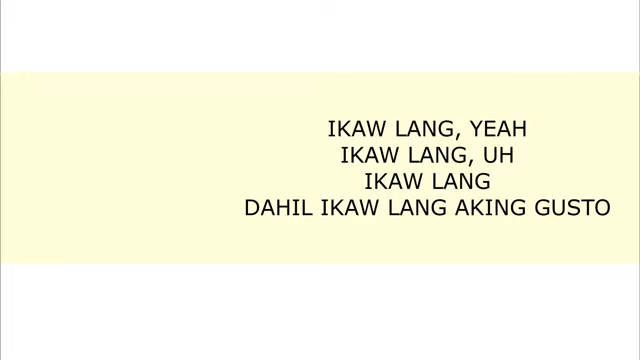 IKAW LANG, YEAH
IKAW LANG, UH
IKAW LANG
DAHIL IKAW LANG AKING GUSTO